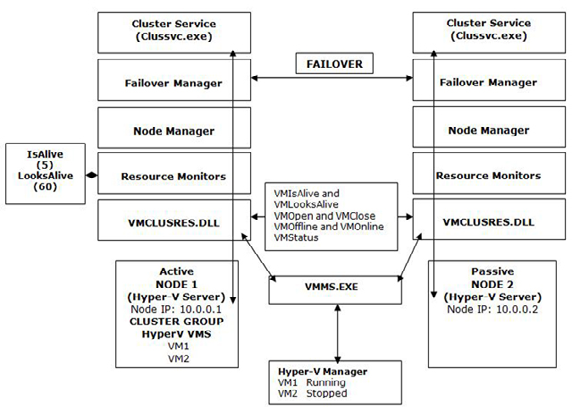 Cluster Service
(Clussvc.exe)
Failover Manager
Node Manager
Resource Monitors
VMCLUSRES.DLL
IsAlive
(5)
LooksAlive
(60)
FAILOVER
VMIsAlive and
VMLooksAlive
VMOpen and VMClose
VMOffline and VMOnline
VMStatus
Cluster Service
(Clussvc.exe)
Failover Manager
Node Manager
Resource Monitors
VMCLUSRES.DLL
Active
NODE 1
(Hyper-V Server)
Node IP: 10.0.0.1
CLUSTER GROUP
HyperV VMS
VM1
VM2
VMMS.EXE
Hyper-V Manager
VM1 Running
VM2 Stopped
Passive
NODE 2
(Hyper-V Server)
Node IP: 10.0.0.2